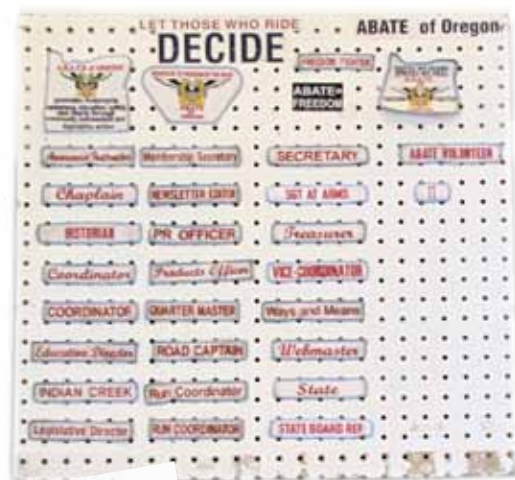 LET THOSE WHO RIDE
DECIDE
ABATE of Oregon
FREEDOM FIGHTER
ABATE=
FREEDOM
Membership Secretary
SECRETARY
ABATE VOLUNTEER
Chaplain
NEWSLETTER EDITOR
SGT AT ARMS
HISTORIAN
PR OFFICER
Treasurer
Coordinator
Products Officer
VICE-COORDINATOR
COORDINATOR
QUARTER MASTER
Ways and Means
Education Director
ROAD CAPTAIN
Webmaster
INDIAN CREEK
Run Coordinator
State
Legislative Director
RUN COORDINATOR
STATE BOARD REP